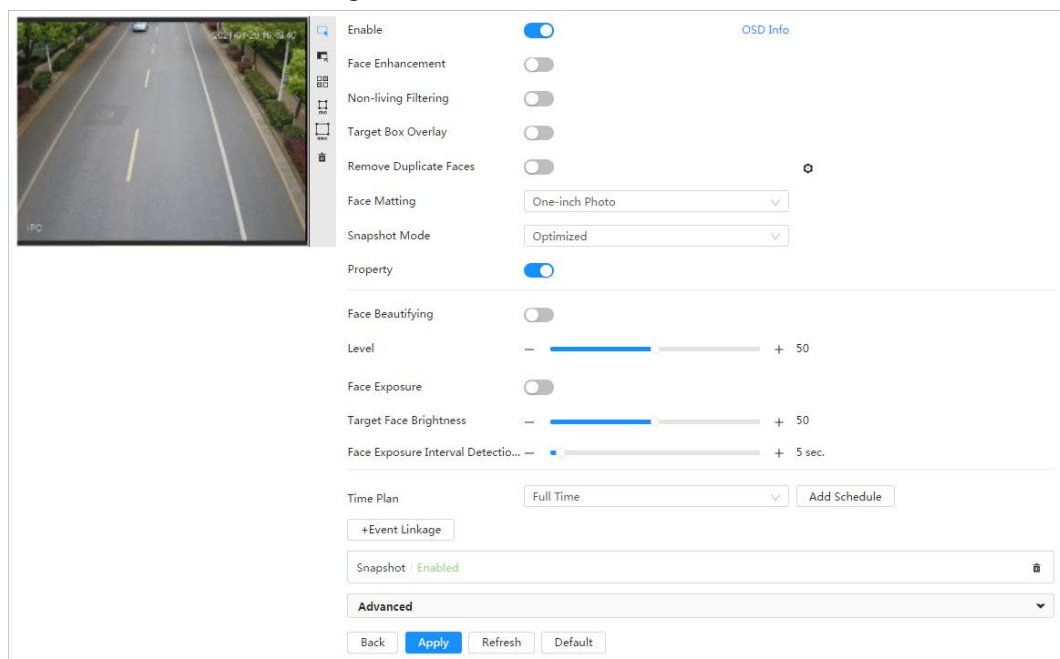 2021-01-29 16:49:40
IPC
min
max
Enable
OSD Info
Face Enhancement
Non-living Filtering
Target Box Overlay
Remove Duplicate Faces
Face Matting
One-inch Photo
Snapshot Mode
Optimized
Property
Face Beautifying
Level
− + 50
Face Exposure
Target Face Brightness
− + 50
Face Exposure Interval Detectio... − + 5 sec.
Time Plan
Full Time
Add Schedule
+Event Linkage
Snapshot | Enabled
Advanced
Back Apply Refresh Default